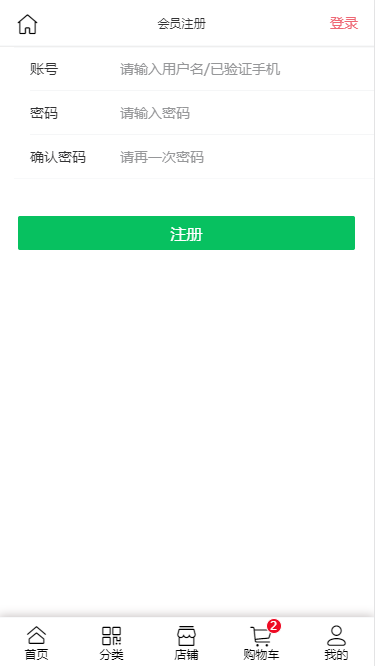 会员注册 登录
账号 请输入用户名/已验证手机
密码 请输入密码
确认密码 请再一次密码
注册
2
首页 分类 店铺 购物车 我的